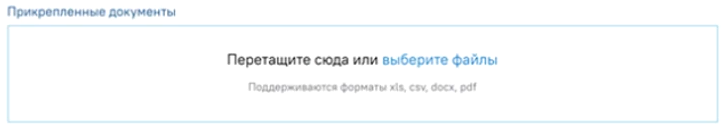 Прикрепленные документы
Перетащите сюда или выберите файлы
Поддерживаются форматы xls, csv, docx, pdf